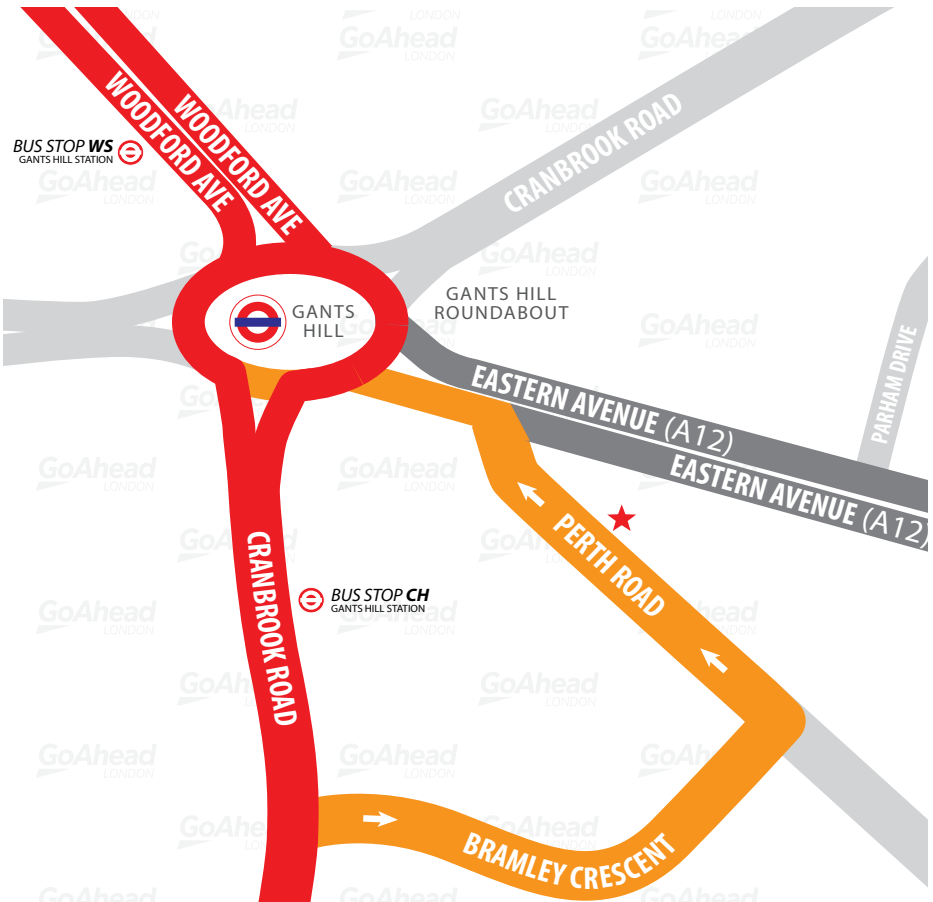 WOODFORD AVE
WOODFORD AVE
BUS STOP WS
GANTS HILL STATION
CRANBROOK ROAD
GANTS HILL
ROUNDABOUT
GANTS
HILL
PARHAM DRIVE
EASTERN AVENUE (A12)
EASTERN AVENUE (A12)
PERTH ROAD
CRANBROOK ROAD
BUS STOP CH
GANTS HILL STATION
BRAMLEY CRESCENT
GoAhead
LONDON